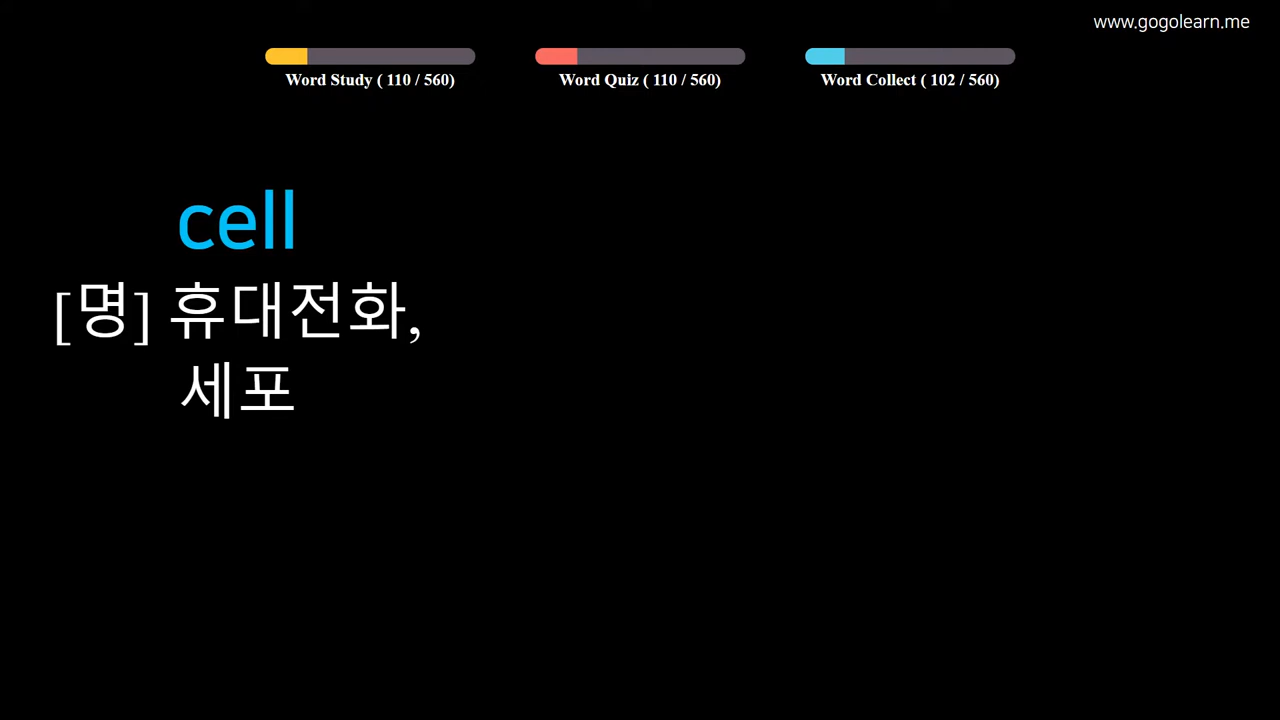 www.gogolearn.me
Word Study ( 110 / 560)
Word Quiz ( 110 / 560)
Word Collect ( 102 / 560)
cell
[명] 휴대전화,
세포